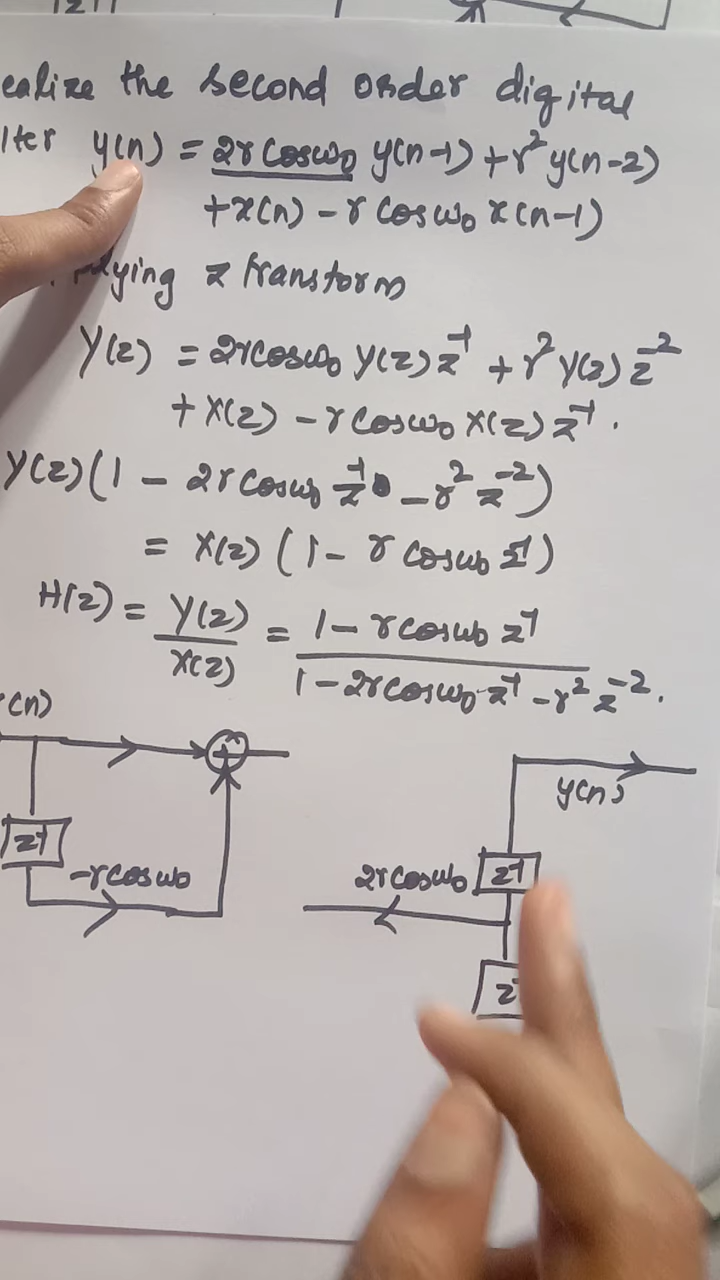 ealize the second order digital
lter y(n) = 2r cosω₀ y(n-1) + r² y(n-2)
+ x(n) - r cosω₀ x(n-1)
lying z transform
Y(z) = 2r cosω₀ Y(z) z⁻¹ + r² Y(z) z⁻²
+ X(z) - r cosω₀ X(z) z⁻¹.
Y(z) (1 - 2r cosω₀ z⁻¹ - r² z⁻²)
= X(z) (1 - r cosω₀ z⁻¹)
H(z) = Y(z)/X(z) = 1 - r cosω₀ z⁻¹ / 1 - 2r cosω₀ z⁻¹ - r² z⁻².
(n)
+
y(n)
z⁻¹
-r cosω₀
2r cosω₀
z⁻¹